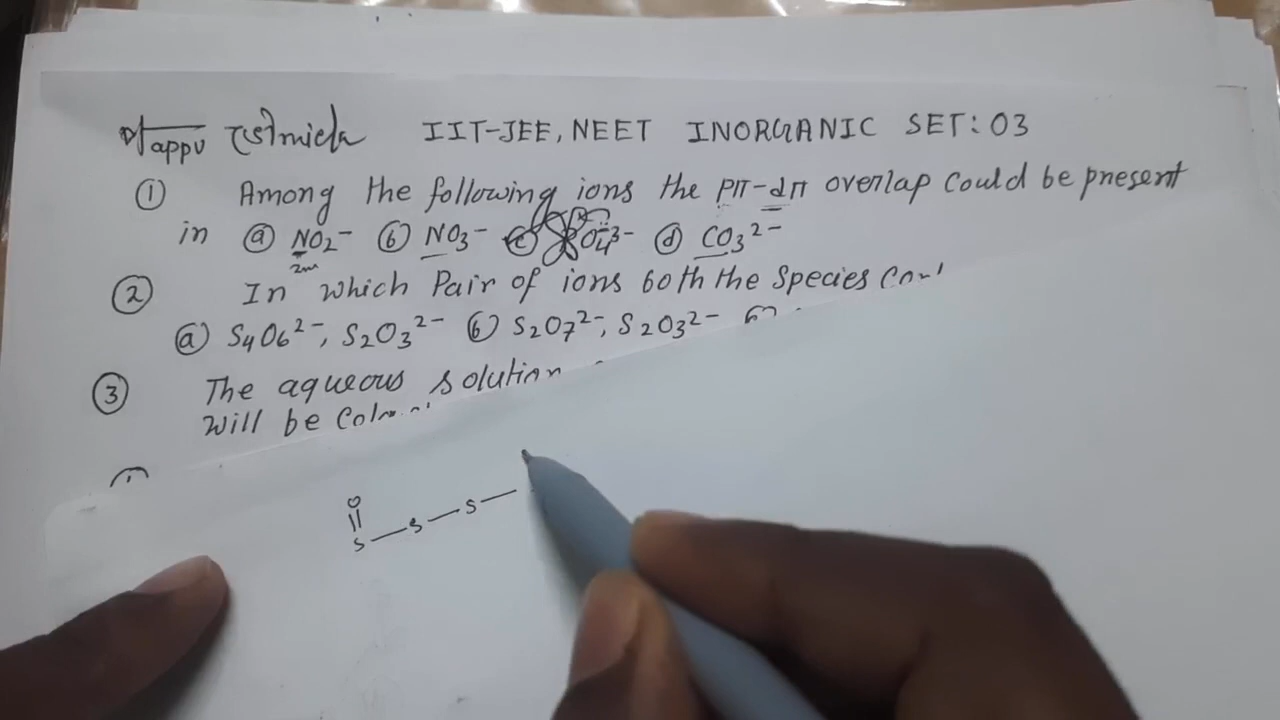 appu IIT-JEE, NEET INORGANIC SET: 03
① Among the following ions the Pπ-dπ overlap could be present
in ⓐ NO2⁻ ⓑ NO3⁻ ⓒ PO4³⁻ ⓓ CO3²⁻
② In which Pair of ions both the Species
ⓐ S4O6²⁻, S2O3²⁻ ⓑ S2O7²⁻, S2O3²⁻
③ The aqueous solution
will be
O
||
S — S — S —